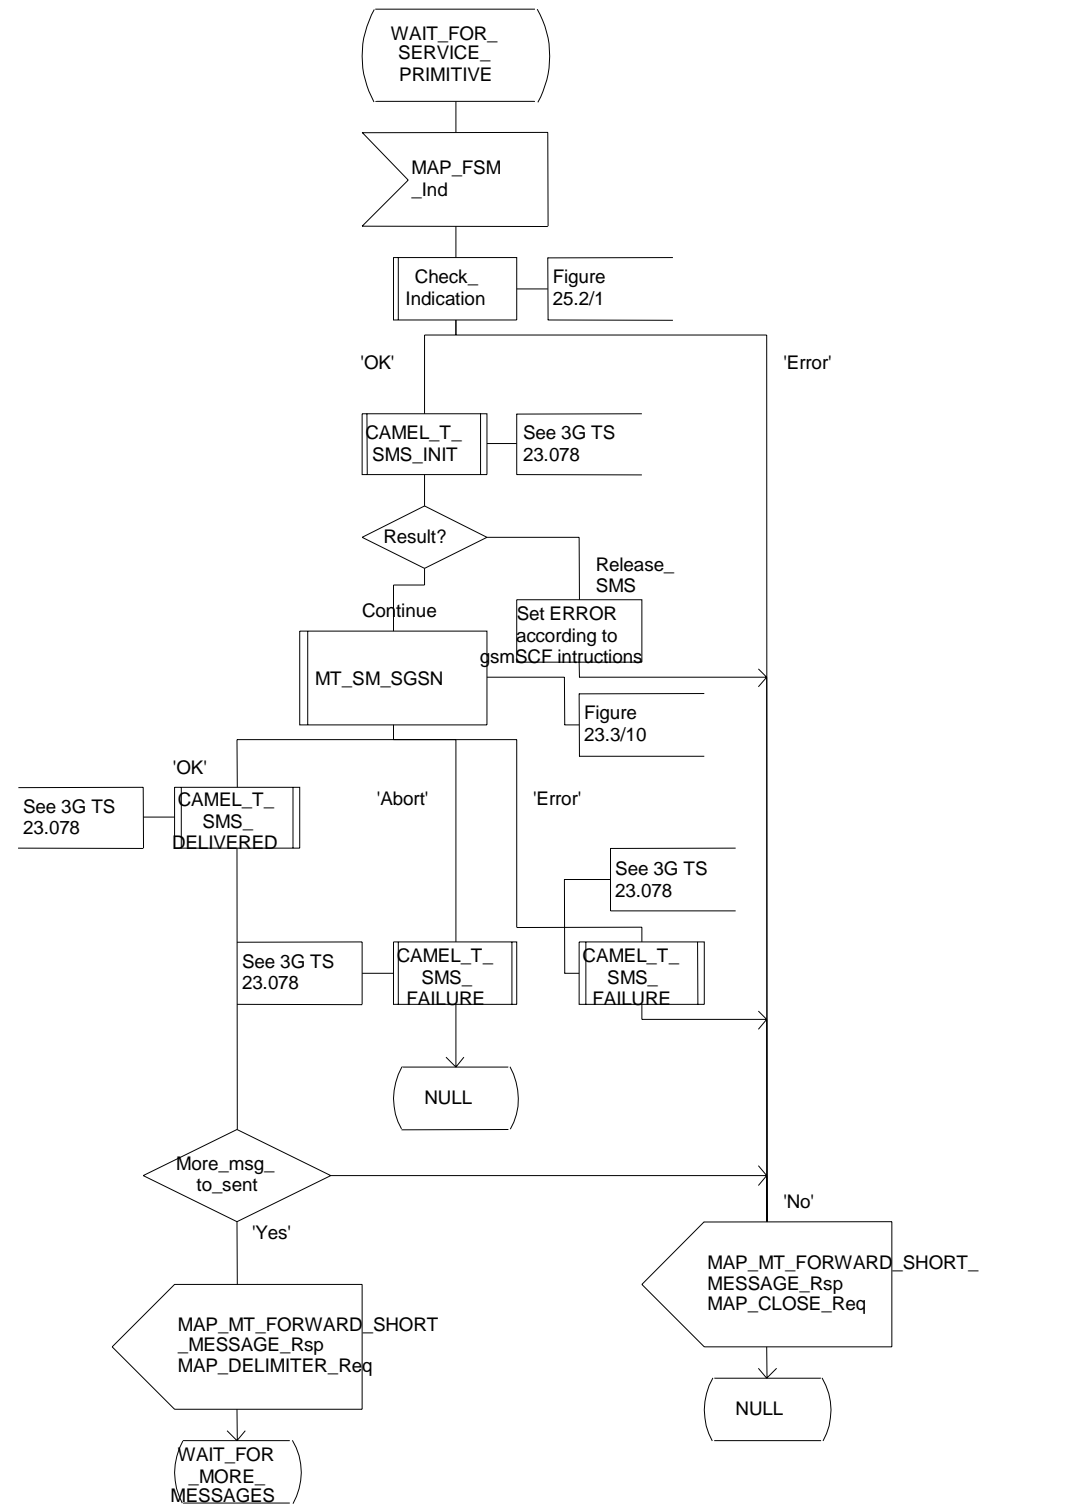 WAIT_FOR_
SERVICE_
PRIMITIVE
MAP_FSM
_Ind
Check_
Indication
Figure
25.2/1
'OK'
'Error'
CAMEL_T_
SMS_INIT
See 3G TS
23.078
Result?
Release_
SMS
Continue
Set ERROR
according to
gsmSCF intructions
MT_SM_SGSN
Figure
23.3/10
'OK'
'Abort'
'Error'
See 3G TS
23.078
CAMEL_T_
SMS_
DELIVERED
See 3G TS
23.078
See 3G TS
23.078
CAMEL_T_
SMS_
FAILURE
CAMEL_T_
SMS_
FAILURE
NULL
More_msg_
to_sent
'Yes'
'No'
MAP_MT_FORWARD_SHORT_
MESSAGE_Rsp
MAP_CLOSE_Req
MAP_MT_FORWARD_SHORT
_MESSAGE_Rsp
MAP_DELIMITER_Req
NULL
WAIT_FOR
_MORE_
MESSAGES